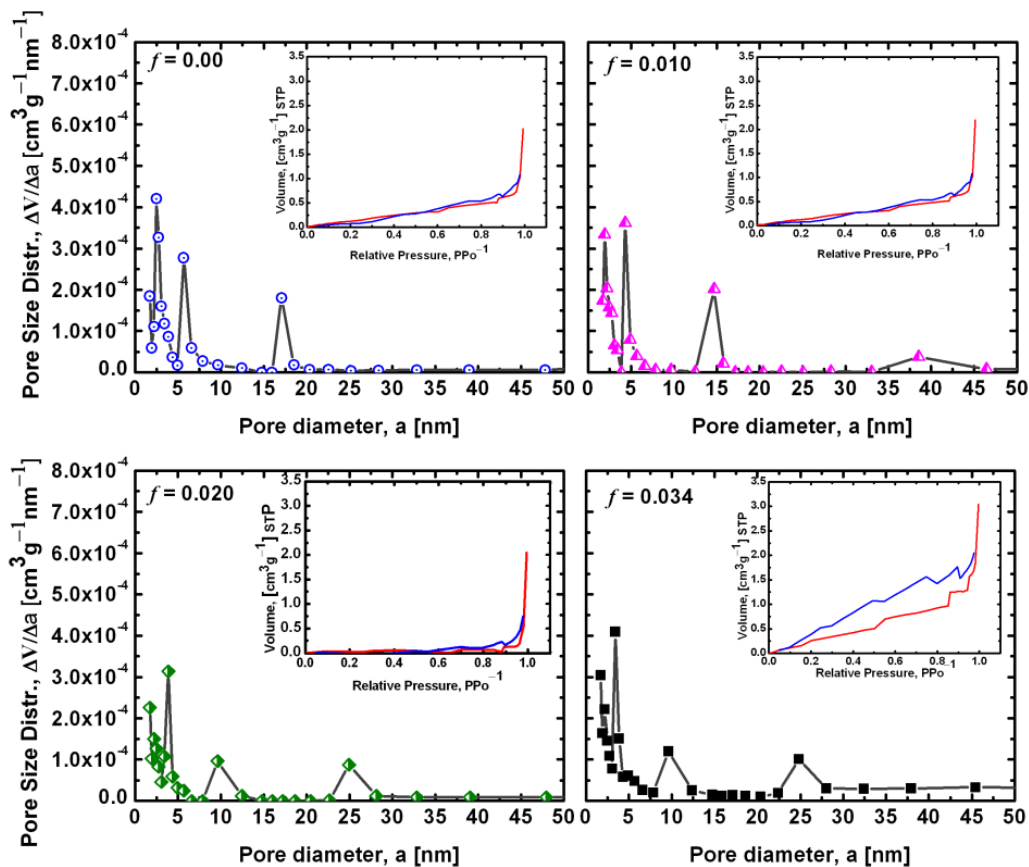 f = 0.00
8.0x10⁻⁴
7.0x10⁻⁴
6.0x10⁻⁴
5.0x10⁻⁴
4.0x10⁻⁴
3.0x10⁻⁴
2.0x10⁻⁴
1.0x10⁻⁴
0.0
Pore Size Distr., ΔV/Δa [cm³g⁻¹nm⁻¹]
0 5 10 15 20 25 30 35 40 45 50
Pore diameter, a [nm]
3.5
3.0
2.5
2.0
1.5
1.0
0.5
0.0
Volume, [cm³g⁻¹] STP
0.0 0.2 0.4 0.6 0.8 1.0
Relative Pressure, PPo⁻¹
f = 0.010
0 5 10 15 20 25 30 35 40 45 50
Pore diameter, a [nm]
3.5
3.0
2.5
2.0
1.5
1.0
0.5
0.0
Volume, [cm³g⁻¹] STP
0.0 0.2 0.4 0.6 0.8 1.0
Relative Pressure, PPo⁻¹
f = 0.020
8.0x10⁻⁴
7.0x10⁻⁴
6.0x10⁻⁴
5.0x10⁻⁴
4.0x10⁻⁴
3.0x10⁻⁴
2.0x10⁻⁴
1.0x10⁻⁴
0.0
Pore Size Distr., ΔV/Δa [cm³g⁻¹nm⁻¹]
0 5 10 15 20 25 30 35 40 45 50
Pore diameter, a [nm]
3.5
3.0
2.5
2.0
1.5
1.0
0.5
0.0
Volume, [cm³g⁻¹] STP
0.0 0.2 0.4 0.6 0.8 1.0
Relative Pressure, PPo⁻¹
f = 0.034
0 5 10 15 20 25 30 35 40 45 50
Pore diameter, a [nm]
3.5
3.0
2.5
2.0
1.5
1.0
0.5
0.0
Volume, [cm³g⁻¹] STP
0.0 0.2 0.4 0.6 0.8 1.0
Relative Pressure, PPo⁻¹